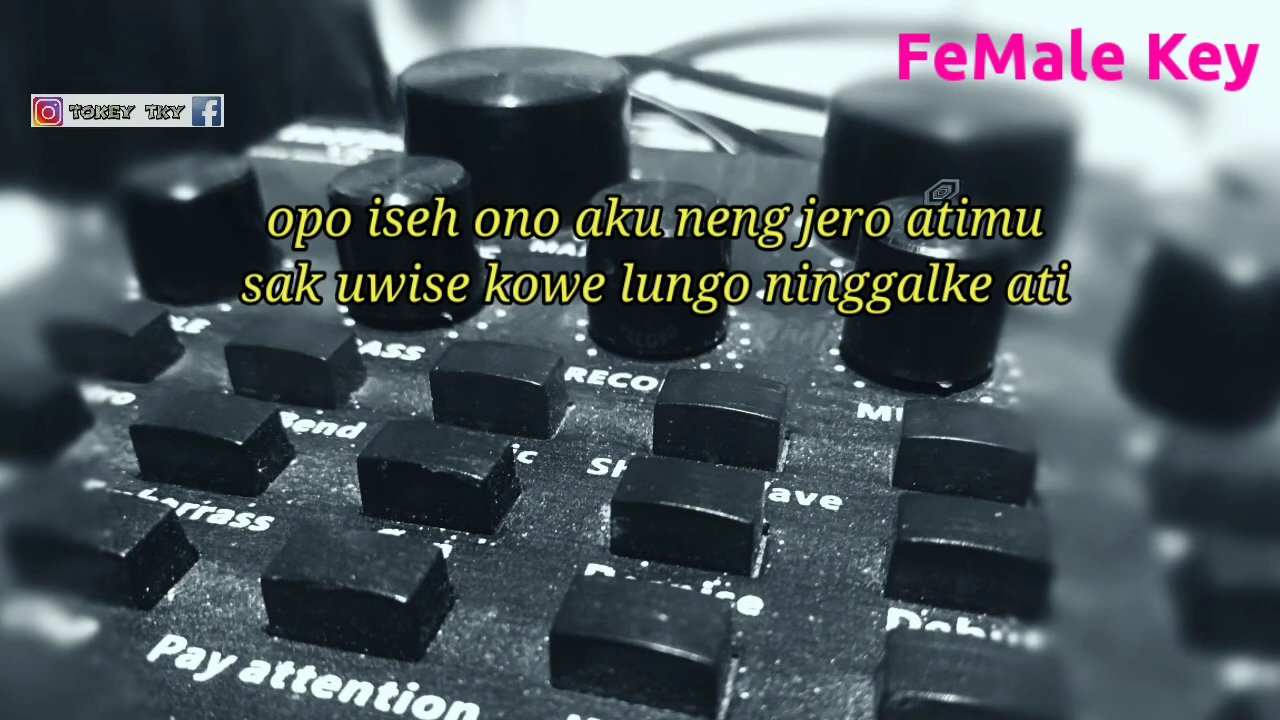 FeMale Key
TOKEY TKY
opo iseh ono aku neng jero atimu
sak uwise kowe lungo ninggalke ati
ASS
RECO
ave
Pay attention